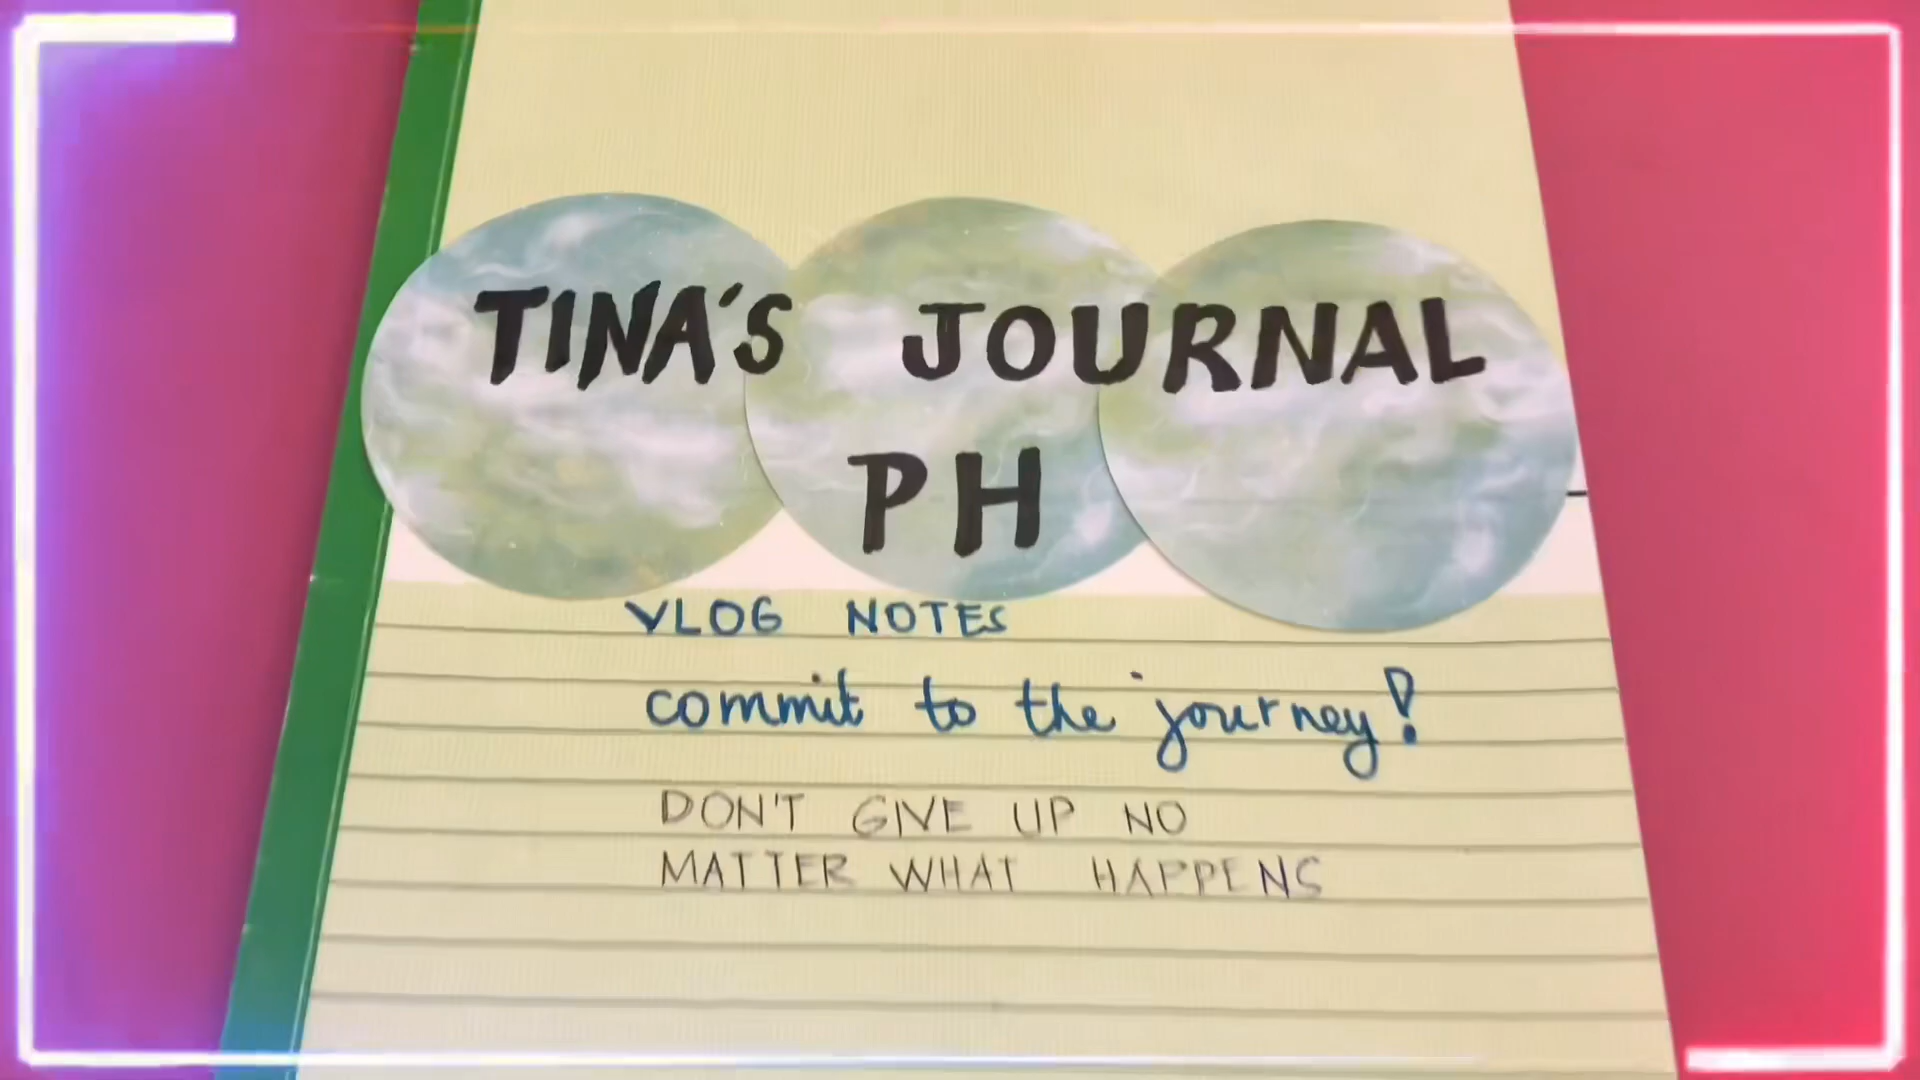 TINA'S JOURNAL
PH
VLOG NOTES
commit to the journey!
DON'T GIVE UP NO
MATTER WHAT HAPPENS